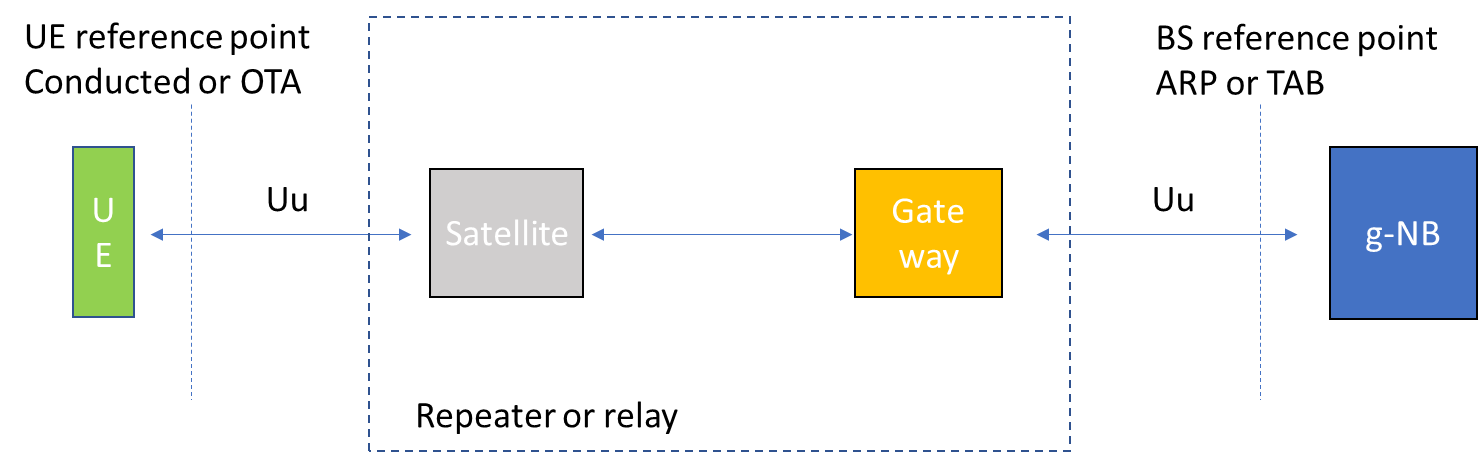 UE reference point
Conducted or OTA
BS reference point
ARP or TAB
U
E
Uu
Satellite
Gate
way
Uu
g-NB
Repeater or relay